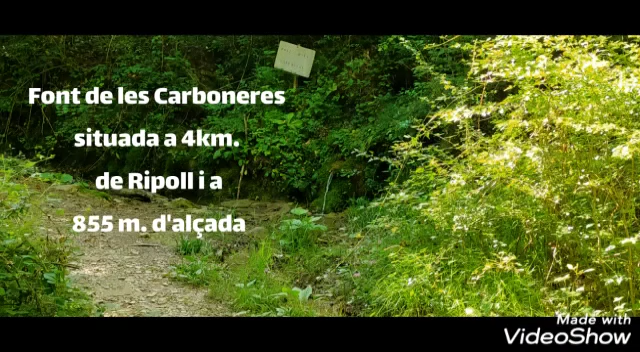 Font de les Carboneres
situada a 4km.
de Ripoll i a
855 m. d'alçada
Made with
VideoShow